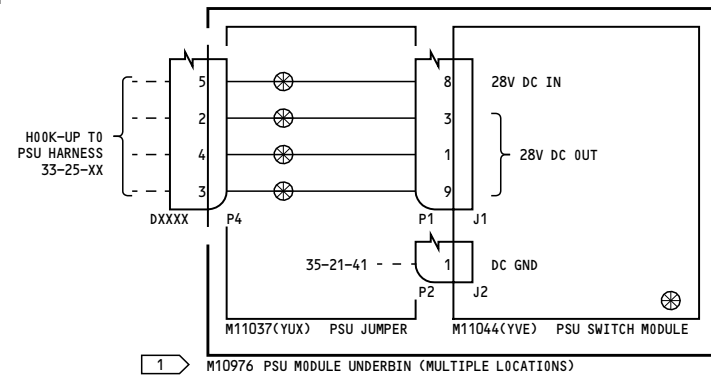 5
8
28V DC IN
2
3
HOOK-UP TO
PSU HARNESS
33-25-XX
4
1
28V DC OUT
3
9
DXXXX
P4
P1
J1
35-21-41
1
DC GND
P2
J2
M11037(YUX) PSU JUMPER
M11044(YVE) PSU SWITCH MODULE
1
M10976 PSU MODULE UNDERBIN (MULTIPLE LOCATIONS)